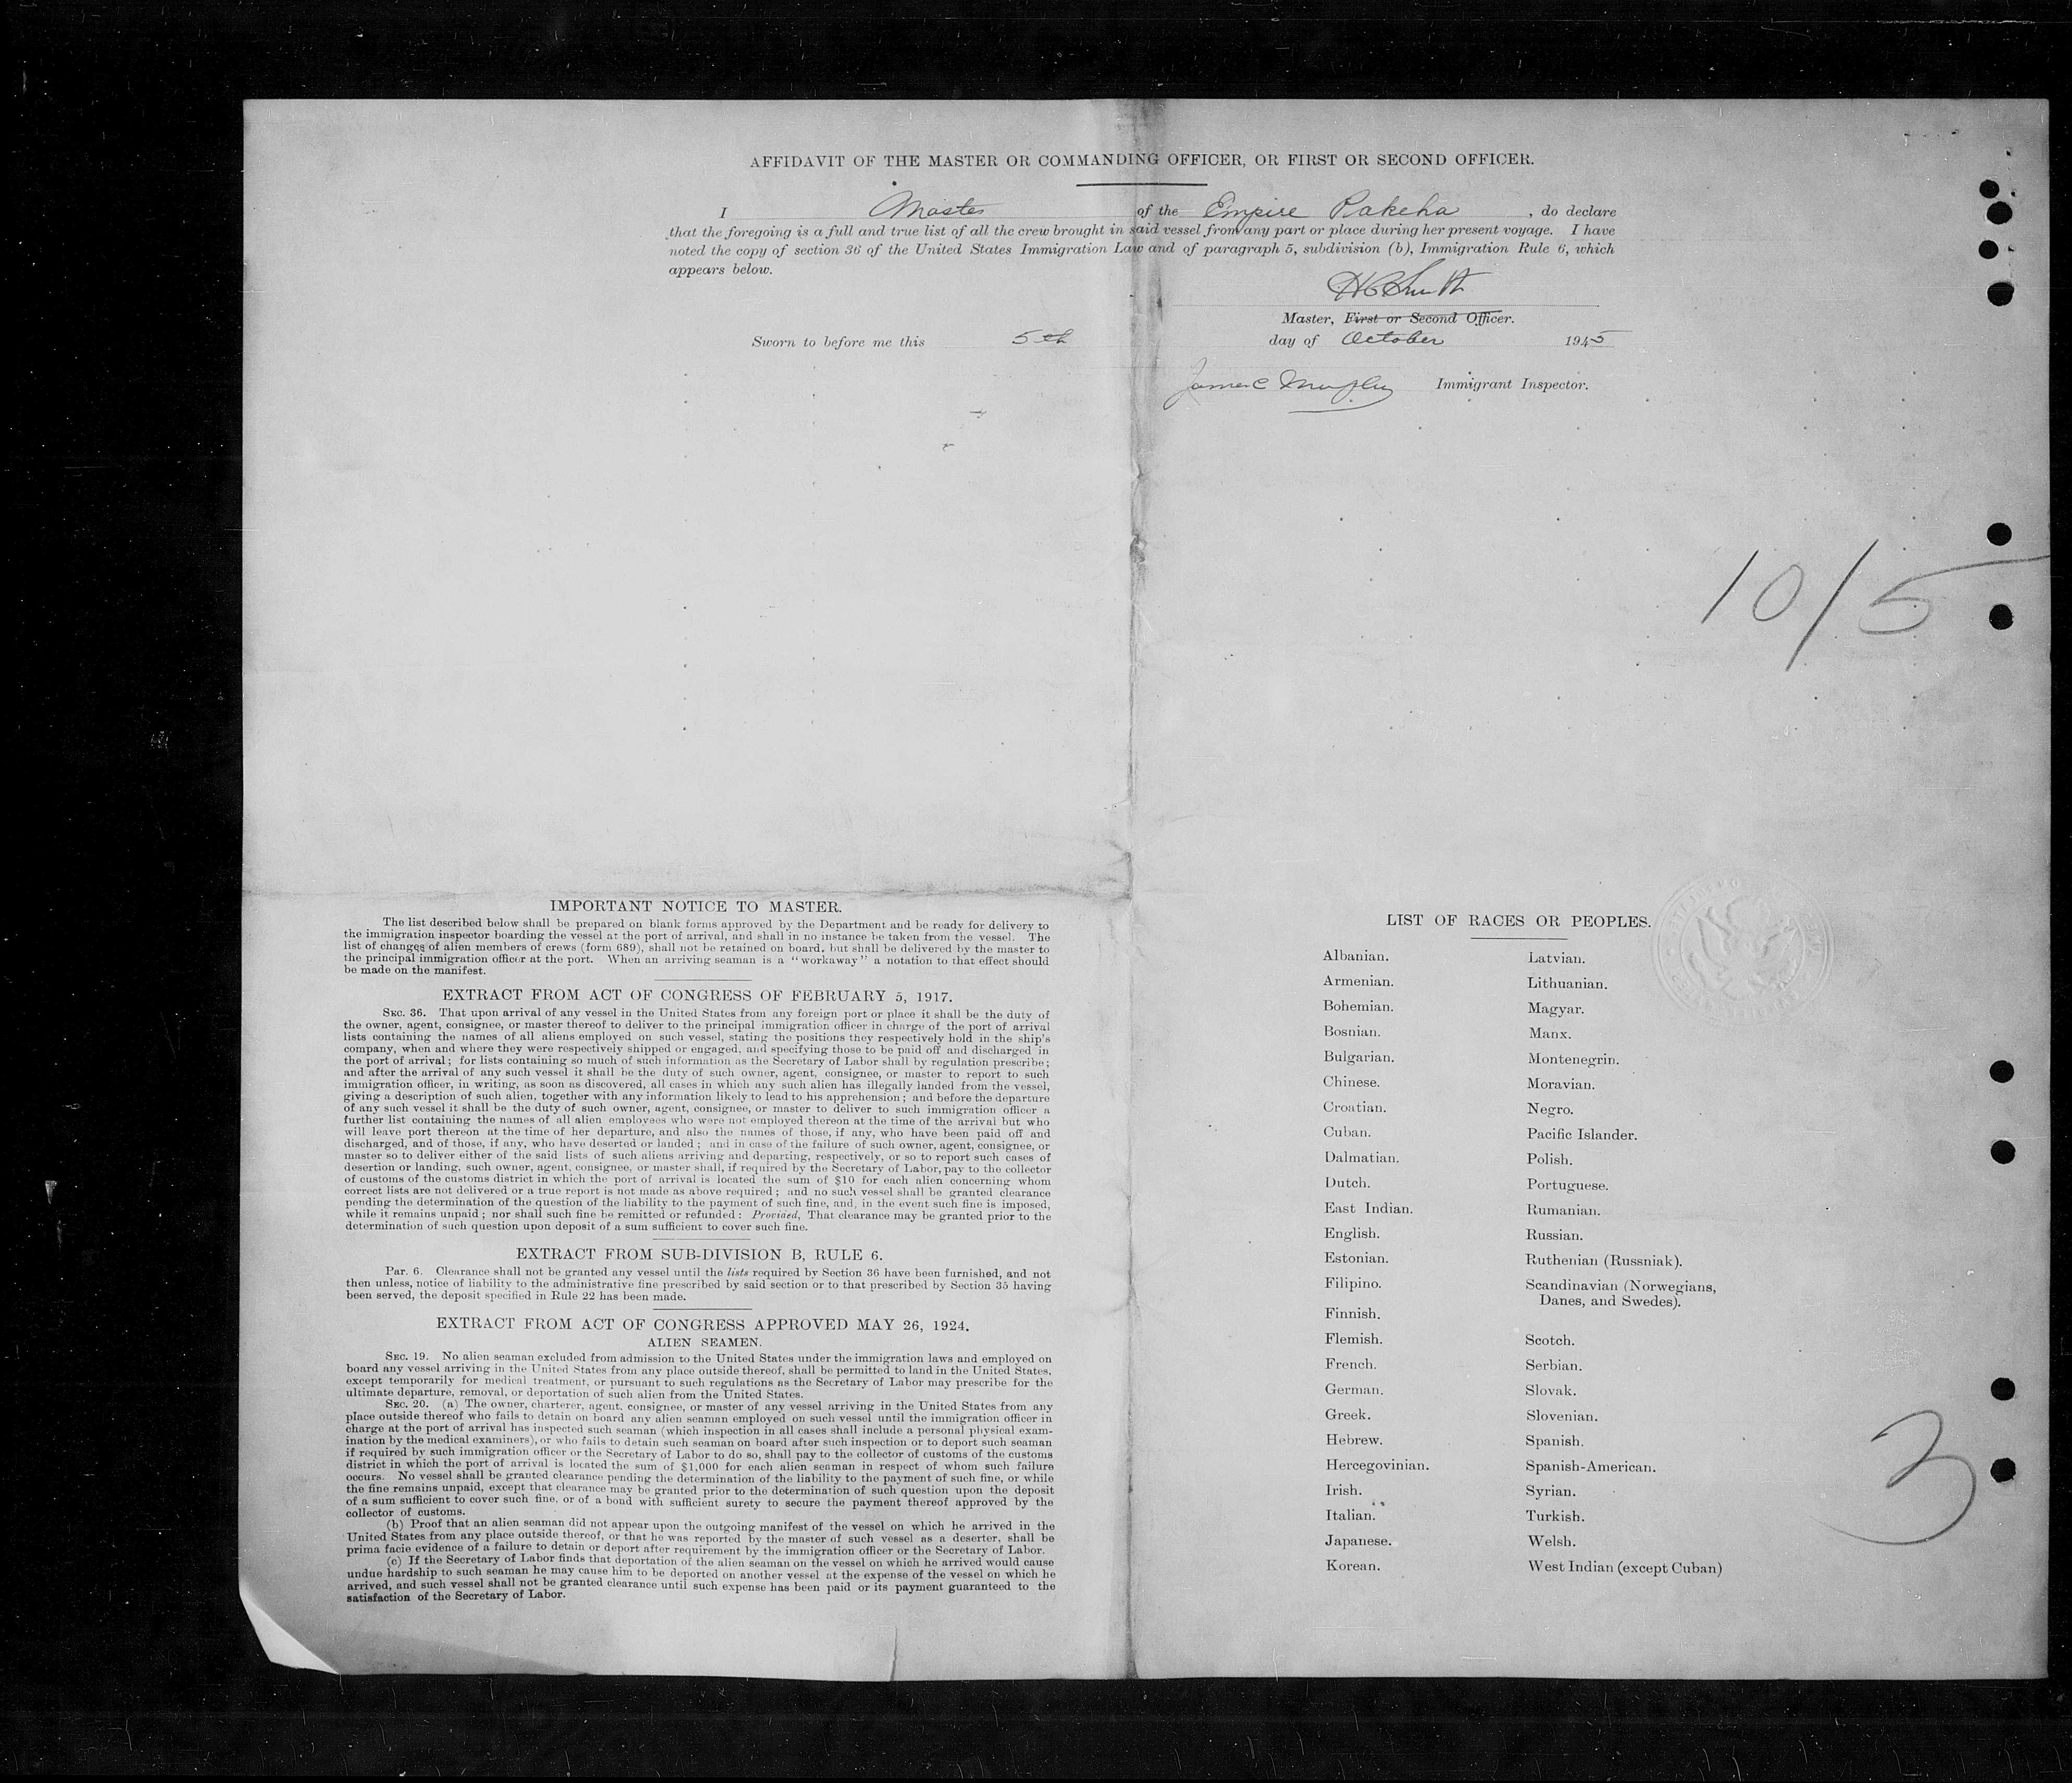 AFFIDAVIT OF THE MASTER OR COMMANDING OFFICER, OR FIRST OR SECOND OFFICER.
I Master of the Empire Pakeha, do declare
that the foregoing is a full and true list of all the crew brought in said vessel from any part or place during her present voyage. I have
noted the copy of section 36 of the United States Immigration Law and of paragraph 5, subdivision (b), Immigration Rule 6, which
appears below.
Smith
Master, First or Second Officer.
Sworn to before me this 5th day of October 1945
James C Murphy Immigrant Inspector.
10/5
IMPORTANT NOTICE TO MASTER.
The list described below shall be prepared on blank forms approved by the Department and be ready for delivery to
the immigration inspector boarding the vessel at the port of arrival, and shall in no instance be taken from the vessel. The
list of changes of alien members of crews (form 689), shall not be retained on board, but shall be delivered by the master to
the principal immigration officer at the port. When an arriving seaman is a "workaway" a notation to that effect should
be made on the manifest.
EXTRACT FROM ACT OF CONGRESS OF FEBRUARY 5, 1917.
SEC. 36. That upon arrival of any vessel in the United States from any foreign port or place it shall be the duty of
the owner, agent, consignee, or master thereof to deliver to the principal immigration officer in charge of the port of arrival
lists containing the names of all aliens employed on such vessel, stating the positions they respectively hold in the ship's
company, when and where they were respectively shipped or engaged, and specifying those to be paid off and discharged in
the port of arrival; for lists containing so much of such information as the Secretary of Labor shall by regulation prescribe;
and after the arrival of any such vessel it shall be the duty of such owner, agent, consignee, or master to report to such
immigration officer, in writing, as soon as discovered, all cases in which any such alien has illegally landed from the vessel,
giving a description of such alien, together with any information likely to lead to his apprehension; and before the departure
of any such vessel it shall be the duty of such owner, agent, consignee, or master to deliver to such immigration officer a
further list containing the names of all alien employees who were not employed thereon at the time of the arrival but who
will leave port thereon at the time of her departure, and also the names of those, if any, who have been paid off and
discharged, and of those, if any, who have deserted or landed; and in case of the failure of such owner, agent, consignee, or
master so to deliver either of the said lists of such aliens arriving and departing, respectively, or so to report such cases of
desertion or landing, such owner, agent, consignee, or master shall, if required by the Secretary of Labor, pay to the collector
of customs of the customs district in which the port of arrival is located the sum of $10 for each alien concerning whom
correct lists are not delivered or a true report is not made as above required; and no such vessel shall be granted clearance
pending the determination of the question of the liability to the payment of such fine, and, in the event such fine is imposed,
while it remains unpaid; nor shall such fine be remitted or refunded: Provided, That clearance may be granted prior to the
determination of such question upon deposit of a sum sufficient to cover such fine.
EXTRACT FROM SUB-DIVISION B, RULE 6.
Par. 6. Clearance shall not be granted any vessel until the lists required by Section 36 have been furnished, and not
then unless, notice of liability to the administrative fine prescribed by said section or to that prescribed by Section 35 having
been served, the deposit specified in Rule 22 has been made.
EXTRACT FROM ACT OF CONGRESS APPROVED MAY 26, 1924.
ALIEN SEAMEN.
SEC. 19. No alien seaman excluded from admission to the United States under the immigration laws and employed on
board any vessel arriving in the United States from any place outside thereof, shall be permitted to land in the United States,
except temporarily for medical treatment, or pursuant to such regulations as the Secretary of Labor may prescribe for the
ultimate departure, removal, or deportation of such alien from the United States.
SEC. 20. (a) The owner, charterer, agent, consignee, or master of any vessel arriving in the United States from any
place outside thereof who fails to detain on board any alien seaman employed on such vessel until the immigration officer in
charge at the port of arrival has inspected such seaman (which inspection in all cases shall include a personal physical exam-
ination by the medical examiners), or who fails to detain such seaman on board after such inspection or to deport such seaman
if required by such immigration officer or the Secretary of Labor to do so, shall pay to the collector of customs of the customs
district in which the port of arrival is located the sum of $1,000 for each alien seaman in respect of whom such failure
occurs. No vessel shall be granted clearance pending the determination of the liability to the payment of such fine, or while
the fine remains unpaid, except that clearance may be granted prior to the determination of such question upon the deposit
of a sum sufficient to cover such fine, or of a bond with sufficient surety to secure the payment thereof approved by the
collector of customs.
(b) Proof that an alien seaman did not appear upon the outgoing manifest of the vessel on which he arrived in the
United States from any place outside thereof, or that he was reported by the master of such vessel as a deserter, shall be
prima facie evidence of a failure to detain or deport after requirement by the immigration officer or the Secretary of Labor.
(c) If the Secretary of Labor finds that deportation of the alien seaman on the vessel on which he arrived would cause
undue hardship to such seaman he may cause him to be deported on another vessel at the expense of the vessel on which he
arrived, and such vessel shall not be granted clearance until such expense has been paid or its payment guaranteed to the
satisfaction of the Secretary of Labor.
LIST OF RACES OR PEOPLES.
Albanian.
Armenian.
Bohemian.
Bosnian.
Bulgarian.
Chinese.
Croatian.
Cuban.
Dalmatian.
Dutch.
East Indian.
English.
Estonian.
Filipino.
Finnish.
Flemish.
French.
German.
Greek.
Hebrew.
Hercegovinian.
Irish.
Italian.
Japanese.
Korean.
Latvian.
Lithuanian.
Magyar.
Manx.
Montenegrin.
Moravian.
Negro.
Pacific Islander.
Polish.
Portuguese.
Rumanian.
Russian.
Ruthenian (Russniak).
Scandinavian (Norwegians,
Danes, and Swedes).
Scotch.
Serbian.
Slovak.
Slovenian.
Spanish.
Spanish-American.
Syrian.
Turkish.
Welsh.
West Indian (except Cuban)
3